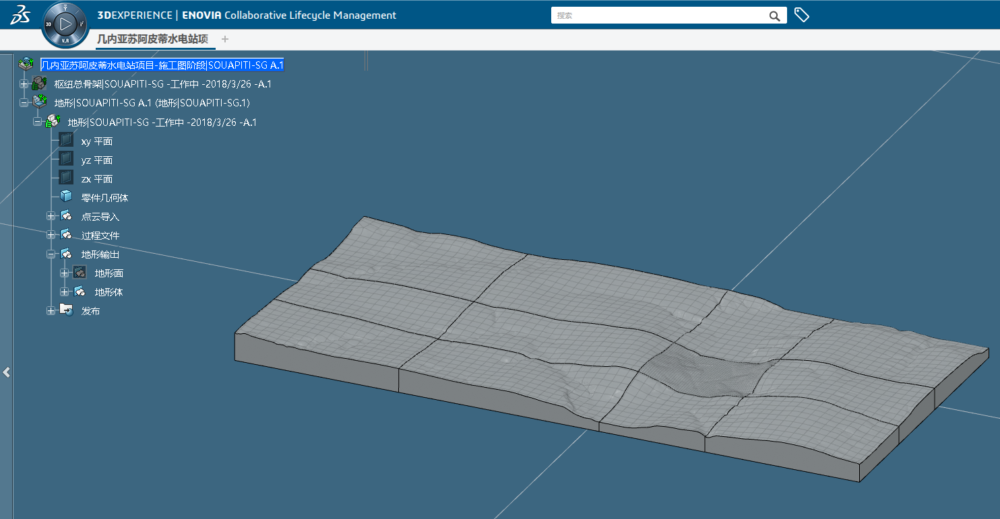 3DEXPERIENCE | ENOVIA Collaborative Lifecycle Management
搜索
3D
V.R
几内亚苏阿皮蒂水电站项
几内亚苏阿皮蒂水电站项目-施工图阶段|SOUAPITI-SG A.1
枢纽总骨架|SOUAPITI-SG -工作中 -2018/3/26 -A.1
地形|SOUAPITI-SG A.1 (地形|SOUAPITI-SG.1)
地形|SOUAPITI-SG -工作中 -2018/3/26 -A.1
xy 平面
yz 平面
zx 平面
零件几何体
点云导入
过程文件
地形输出
地形面
地形体
发布